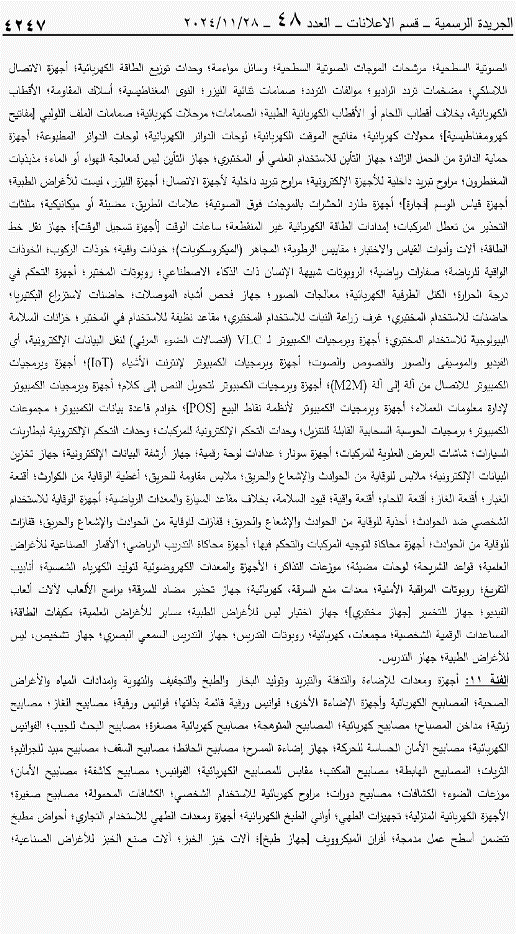 الجريدة الرسمية ــ قسم الاعلانات ــ العدد ٤٨ ــ ٢٠٢٤/١١/٢٨ ٤٢٤٧
الصوتية السطحية؛ مرشحات الموجات الصوتية السطحية؛ وسائل مواءمة؛ وحدات توزيع الطاقة الكهربائية؛ أجهزة الاتصال
اللاسلكي؛ مضخمات تردد الراديو؛ مولفات التردد؛ صمامات ثنائية الليزر؛ النوى المغناطيسية؛ أسلاك المقاومة؛ الأقطاب
الكهربائية، بخلاف أقطاب اللحام أو الأقطاب الكهربائية الطبية؛ الصمامات؛ مرحلات كهربائية؛ صمامات الملف اللولبي [مفاتيح
كهرومغناطيسية]؛ محولات كهربائية؛ مفاتيح الموقت الكهربائية؛ لوحات الدوائر الكهربائية؛ لوحات الدوائر المطبوعة؛ أجهزة
حماية الدائرة من الحمل الزائد؛ جهاز التأين للاستخدام العلمي أو المختبري؛ جهاز التأين ليس لمعالجة الهواء أو الماء؛ مذبذبات
المغنطرون؛ مراوح تبريد داخلية للأجهزة الإلكترونية؛ مراوح تبريد داخلية لأجهزة الاتصال؛ أجهزة الليزر، ليست للأغراض الطبية؛
أجهزة قياس الوسم [نجارة]؛ أجهزة طارد الحشرات بالموجات فوق الصوتية؛ علامات الطريق، مضيئة أو ميكانيكية؛ مثلثات
التحذير من تعطل المركبات؛ إمدادات الطاقة الكهربائية غير المنقطعة؛ ساعات الوقت [أجهزة تسجيل الوقت]؛ جهاز نقل خط
الطاقة؛ آلات وأدوات القياس والاختبار؛ مقاييس الرطوبة؛ المجاهر (الميكروسكوبات)؛ خوذات واقية؛ خوذات الركوب؛ الخوذات
الواقية للرياضة؛ صفارات رياضية؛ الروبوتات شبيهة الإنسان ذات الذكاء الاصطناعي؛ روبوتات المختبر؛ أجهزة التحكم في
درجة الحرارة؛ الكتل الطرفية الكهربائية؛ معالجات الصور؛ جهاز فحص أشباه الموصلات؛ حاضنات لاستزراع البكتيريا؛
حاضنات للاستخدام المختبري؛ غرف زراعة النبات للاستخدام المختبري؛ مقاعد نظيفة للاستخدام في المختبر؛ خزانات السلامة
البيولوجية للاستخدام المختبري؛ أجهزة وبرمجيات الكمبيوتر لـ VLC (اتصالات الضوء المرئي) لنقل البيانات الإلكترونية، أى
الفيديو والموسيقى والصور والنصوص والصوت؛ أجهزة وبرمجيات الكمبيوتر لإنترنت الأشياء (IoT)؛ أجهزة وبرمجيات
الكمبيوتر للاتصال من آلة إلى آلة (M2M)؛ أجهزة وبرمجيات الكمبيوتر لتحويل النص إلى كلام؛ أجهزة وبرمجيات الكمبيوتر
لإدارة معلومات العملاء؛ أجهزة وبرمجيات الكمبيوتر لأنظمة نقاط البيع [POS]؛ خوادم قاعدة بيانات الكمبيوتر؛ مجموعات
الكمبيوتر؛ برمجيات الحوسبة السحابية القابلة للتنزيل؛ وحدات التحكم الإلكترونية للمركبات؛ وحدات التحكم الإلكترونية لبطاريات
السيارات؛ شاشات العرض العلوية للمركبات؛ أجهزة سونار؛ عدادات لوحة رقمية؛ جهاز أرشفة البيانات الإلكترونية؛ جهاز تخزين
البيانات الإلكترونية؛ ملابس للوقاية من الحوادث والإشعاع والحريق؛ ملابس مقاومة للحريق؛ أغطية الوقاية من الكوارث؛ أقنعة
الغبار؛ أقنعة الغاز؛ أقنعة اللحام؛ أقنعة واقية؛ قيود السلامة، بخلاف مقاعد السيارة والمعدات الرياضية؛ أجهزة الوقاية للاستخدام
الشخصي ضد الحوادث؛ أحذية للوقاية من الحوادث والإشعاع والحريق؛ قفازات للوقاية من الحوادث والإشعاع والحريق؛ قفازات
للوقاية من الحوادث؛ أجهزة محاكاة لتوجيه المركبات والتحكم فيها؛ أجهزة محاكاة التدريب الرياضي؛ الأقمار الصناعية للأغراض
العلمية؛ قواعد الشريحة؛ لوحات مضيئة؛ موزعات التذاكر؛ الأجهزة والمعدات الكهروضوئية لتوليد الكهرباء الشمسية؛ أنابيب
التفريغ؛ روبوتات المراقبة الأمنية؛ معدات منع السرقة، كهربائية؛ جهاز تحذير مضاد للسرقة؛ برامج الألعاب لآلات ألعاب
الفيديو؛ جهاز للتخمير [جهاز مختبري]؛ جهاز اختبار ليس للأغراض الطبية؛ مسابر للأغراض العلمية؛ مكيفات الطاقة؛
المساعدات الرقمية الشخصية؛ مجمعات، كهربائية؛ روبوتات التدريس؛ جهاز التدريس السمعي البصري؛ جهاز تشخيص، ليس
للأغراض الطبية؛ جهاز التدريس.
الفئة ١١: أجهزة ومعدات للإضاءة والتدفئة والتبريد وتوليد البخار والطبخ والتجفيف والتهوية وإمدادات المياه والأغراض
الصحية؛ المصابيح الكهربائية وأجهزة الإضاءة الأخرى؛ فوانيس ورقية قائمة بذاتها؛ فوانيس ورقية؛ مصابيح الغاز؛ مصابيح
زيتية؛ مداخن المصباح؛ مصابيح كهربائية؛ المصابيح المتوهجة؛ مصابيح كهربائية مصغرة؛ مصابيح البحث للجيب؛ الفوانيس
الكهربائية؛ مصابيح الأمان الحساسة للحركة؛ جهاز إضاءة المسرح؛ مصابيح الحائط؛ مصابيح السقف؛ مصابيح مبيد للجراثيم؛
الثريات؛ المصابيح الهابطة؛ مصابيح المكتب؛ مقابس للمصابيح الكهربائية؛ الفوانيس؛ مصابيح كاشفة؛ مصابيح الأمان؛
موزعات الضوء؛ الكشافات؛ مصابيح دورات؛ مراوح كهربائية للاستخدام الشخصي؛ الكشافات المحمولة؛ مصابيح صغيرة؛
الأجهزة الكهربائية المنزلية؛ تجهيزات الطهي؛ أواني الطبخ الكهربائية؛ أجهزة ومعدات الطهي للاستخدام التجاري؛ أحواض مطبخ
تتضمن أسطح عمل مدمجة؛ أفران الميكروويف [جهاز طبخ]؛ آلات خبز الخبز؛ آلات صنع الخبز للأغراض الصناعية؛